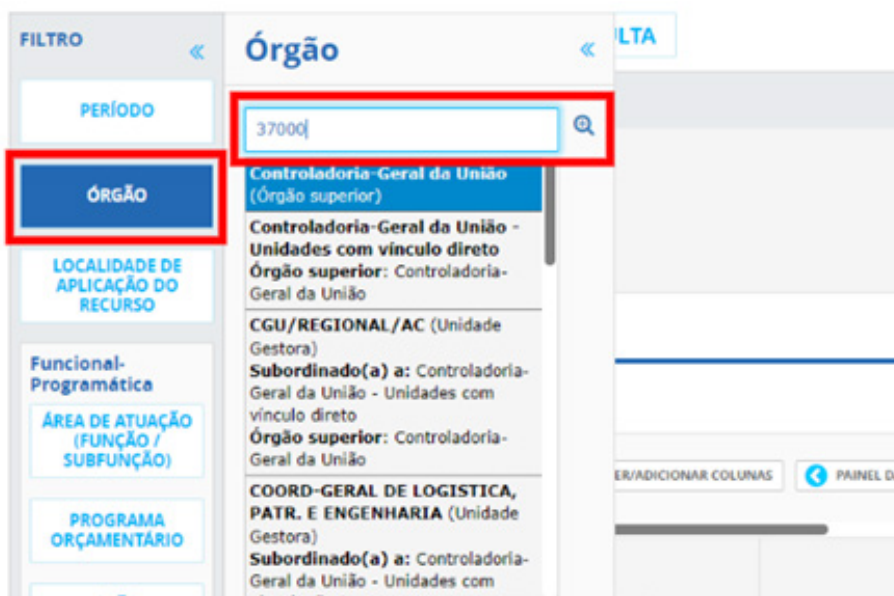 FILTRO
PERÍODO
ÓRGÃO
LOCALIDADE DE
APLICAÇÃO DO
RECURSO
Funcional-
Programática
ÁREA DE ATUAÇÃO
(FUNÇÃO /
SUBFUNÇÃO)
PROGRAMA
ORÇAMENTÁRIO
Órgão
37000
Controladoria-Geral da União
(Órgão superior)
Controladoria-Geral da União -
Unidades com vínculo direto
Órgão superior: Controladoria-
Geral da União
CGU/REGIONAL/AC (Unidade
Gestora)
Subordinado(a) a: Controladoria-
Geral da União - Unidades com
vínculo direto
Órgão superior: Controladoria-
Geral da União
COORD-GERAL DE LOGISTICA,
PATR. E ENGENHARIA (Unidade
Gestora)
Subordinado(a) a: Controladoria-
Geral da União - Unidades com
LTA
ER/ADICIONAR COLUNAS
PAINEL DA